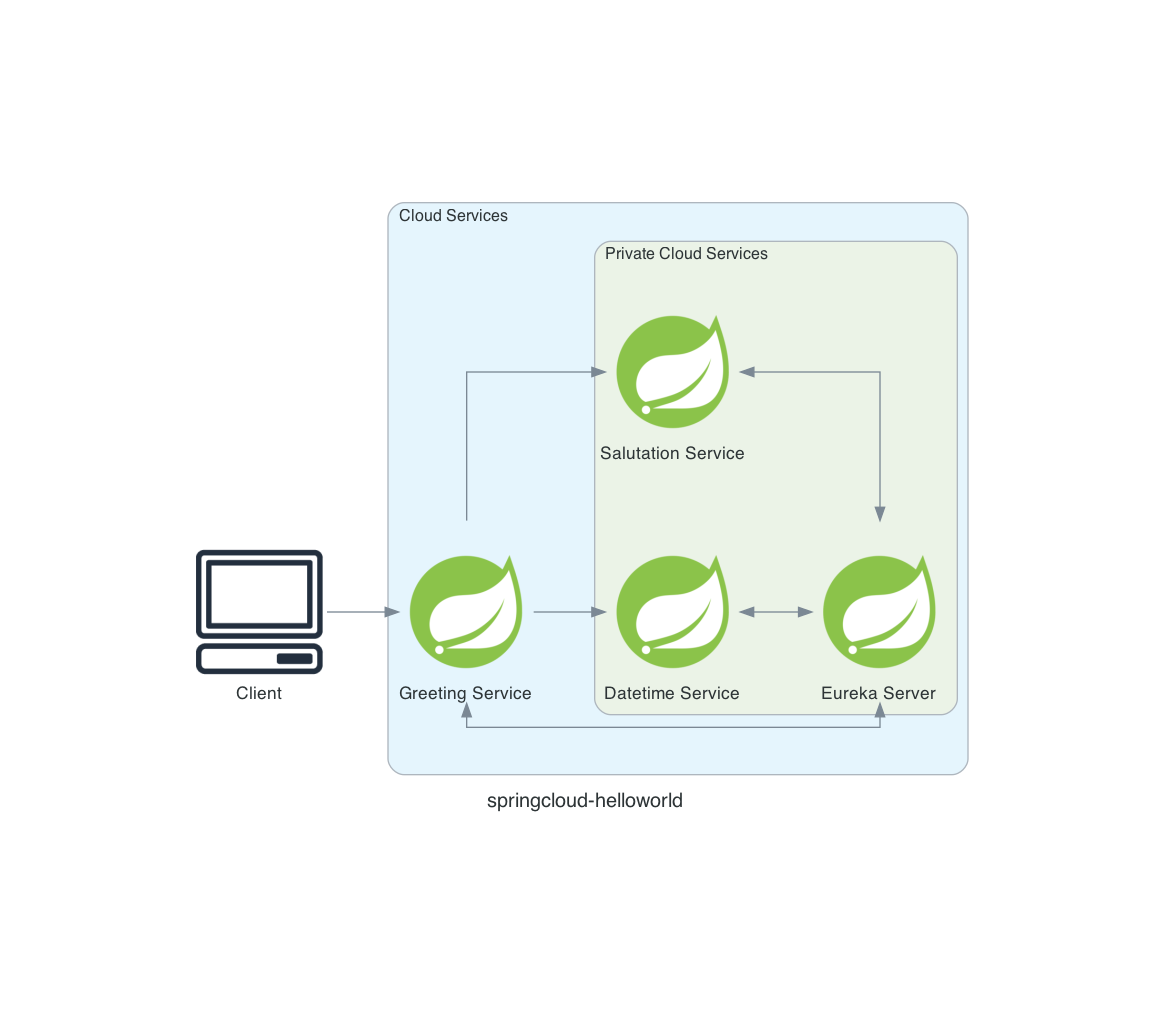 Cloud Services
Private Cloud Services
Salutation Service
Client
Greeting Service
Datetime Service
Eureka Server
springcloud-helloworld